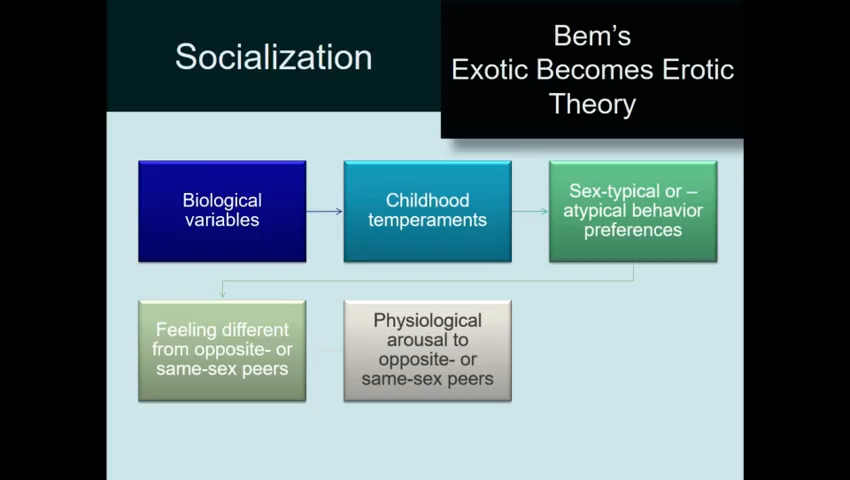 Socialization
Bem's
Exotic Becomes Erotic
Theory
Biological
variables
Childhood
temperaments
Sex-typical or –
atypical behavior
preferences
Feeling different
from opposite- or
same-sex peers
Physiological
arousal to
opposite- or
same-sex peers